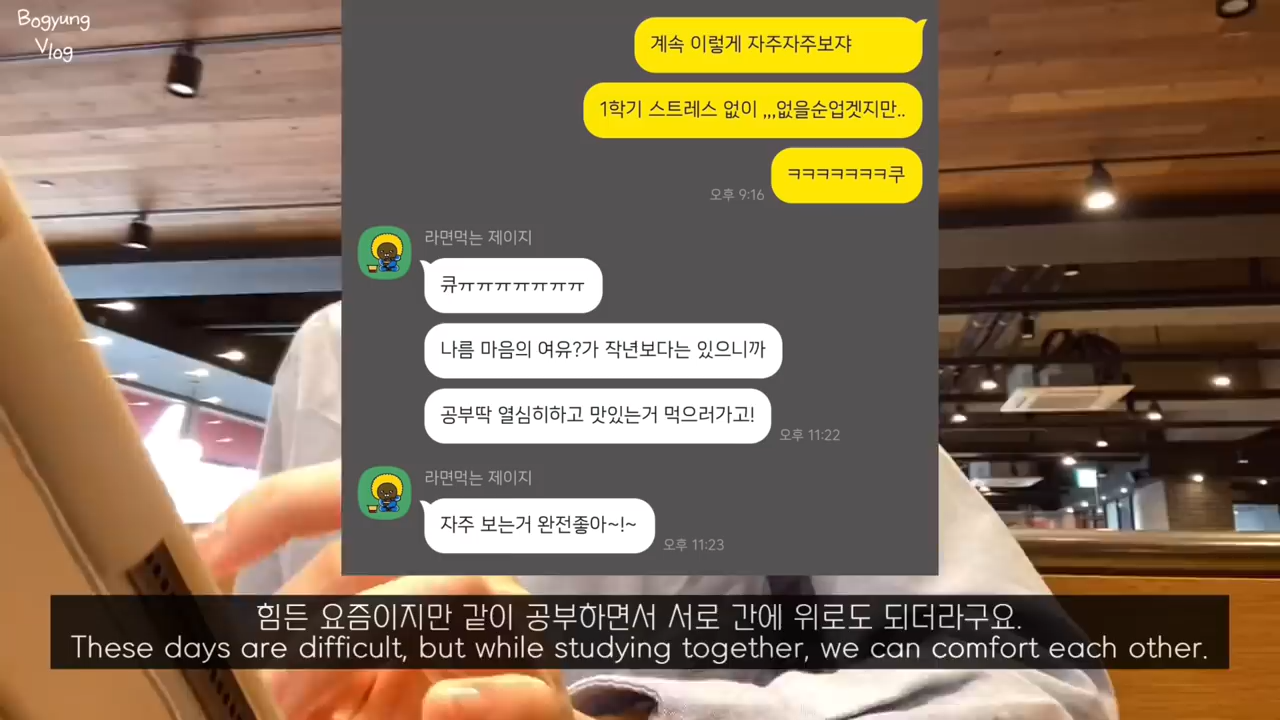 Bogyung
Vlog
계속 이렇게 자주자주보쟈
1학기 스트레스 없이 ,,,없을순업겟지만..
ㅋㅋㅋㅋㅋㅋㅋ쿠
오후 9:16
라면먹는 제이지
큐ㅠㅠㅠㅠㅠㅠㅠ
나름 마음의 여유?가 작년보다는 있으니까
공부딱 열심히하고 맛있는거 먹으러가고!
오후 11:22
라면먹는 제이지
자주 보는거 완전좋아~!~
오후 11:23
힘든 요즘이지만 같이 공부하면서 서로 간에 위로도 되더라구요.
These days are difficult, but while studying together, we can comfort each other.